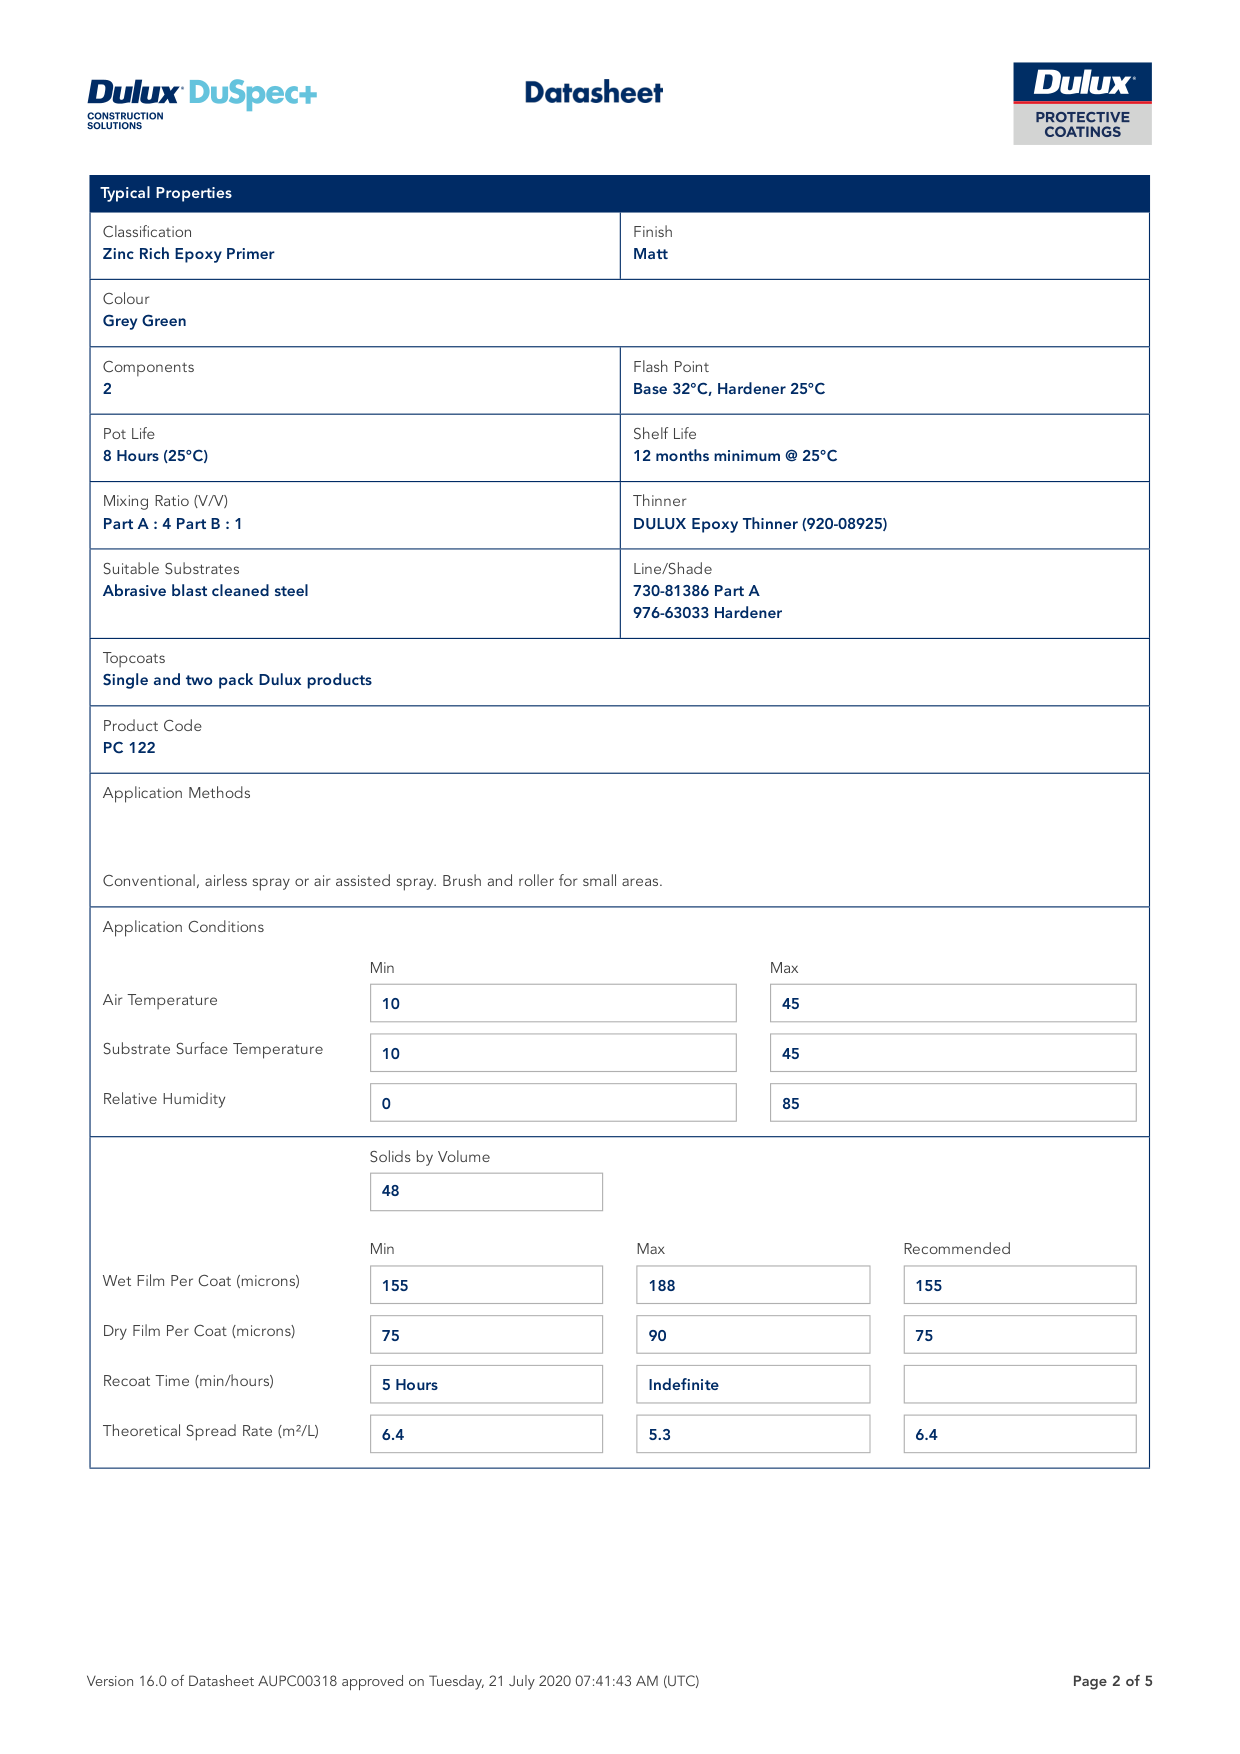 Dulux DuSpec+
CONSTRUCTION
SOLUTIONS
Datasheet
Dulux
PROTECTIVE
COATINGS
Typical Properties
Classification
Zinc Rich Epoxy Primer
Finish
Matt
Colour
Grey Green
Components
2
Flash Point
Base 32°C, Hardener 25°C
Pot Life
8 Hours (25°C)
Shelf Life
12 months minimum @ 25°C
Mixing Ratio (V/V)
Part A : 4 Part B : 1
Thinner
DULUX Epoxy Thinner (920-08925)
Suitable Substrates
Abrasive blast cleaned steel
Line/Shade
730-81386 Part A
976-63033 Hardener
Topcoats
Single and two pack Dulux products
Product Code
PC 122
Application Methods
Conventional, airless spray or air assisted spray. Brush and roller for small areas.
Application Conditions
Min Max
Air Temperature 10 45
Substrate Surface Temperature 10 45
Relative Humidity 0 85
Solids by Volume
48
Min Max Recommended
Wet Film Per Coat (microns) 155 188 155
Dry Film Per Coat (microns) 75 90 75
Recoat Time (min/hours) 5 Hours Indefinite
Theoretical Spread Rate (m²/L) 6.4 5.3 6.4
Version 16.0 of Datasheet AUPC00318 approved on Tuesday, 21 July 2020 07:41:43 AM (UTC) Page 2 of 5